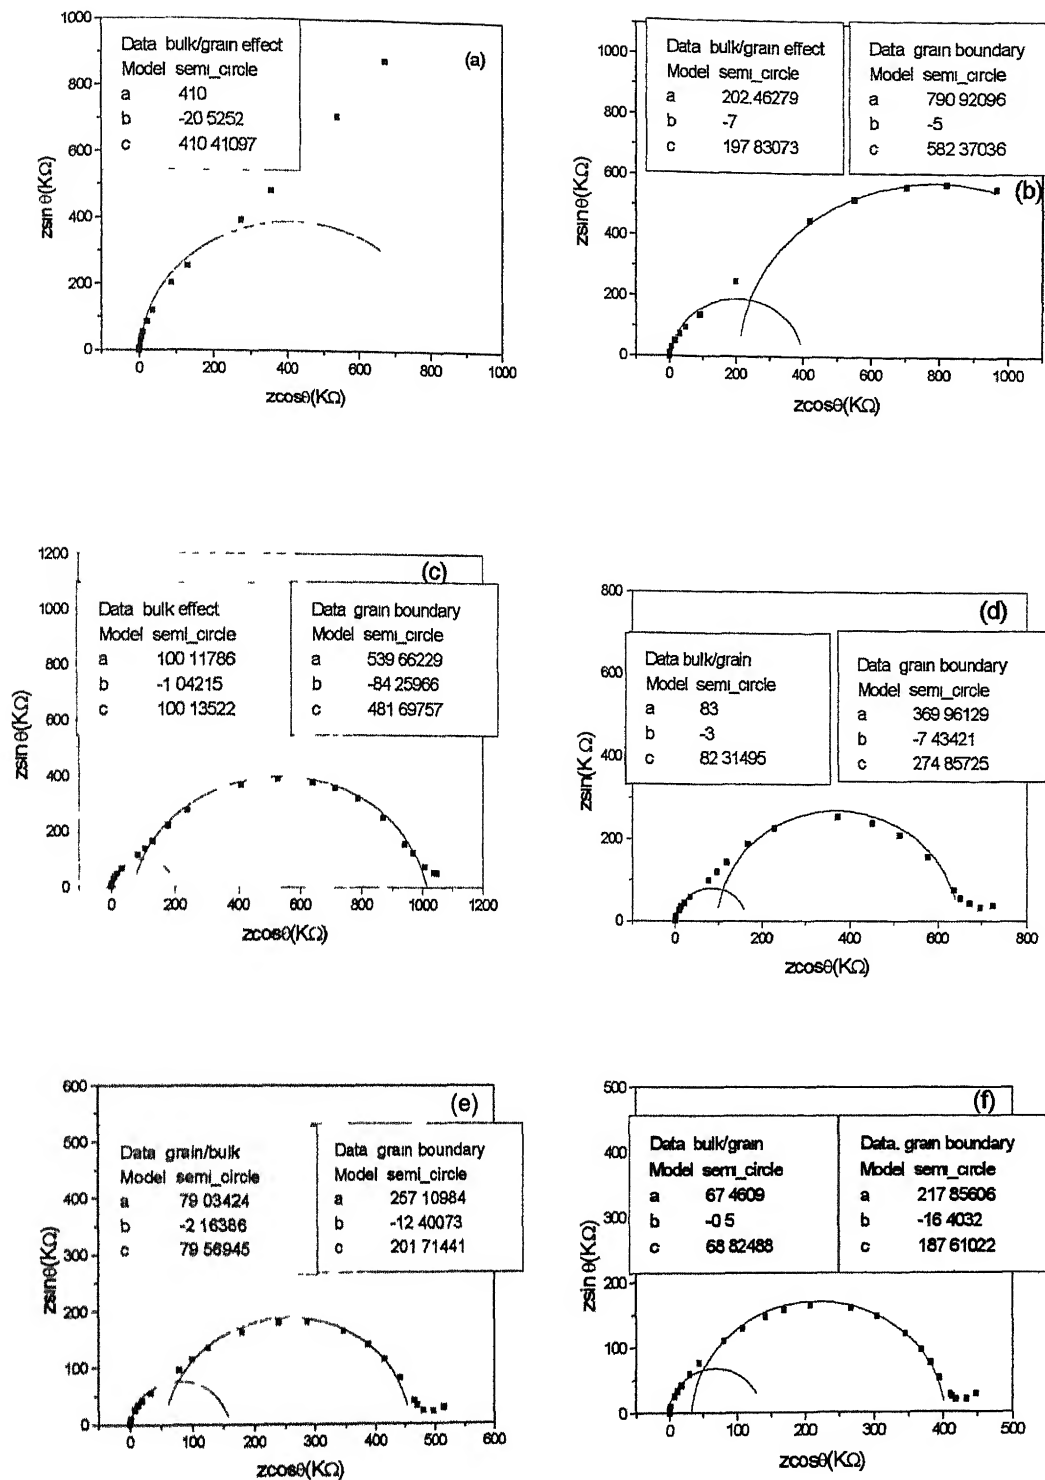 (a)
Data bulk/grain effect
Model semi_circle
a 410
b -20 5252
c 410 41097
1000
800
600
400
200
0
zsin θ(KΩ)
0 200 400 600 800 1000
zcosθ(KΩ)
(b)
Data bulk/grain effect
Model semi_circle
a 202.46279
b -7
c 197 83073
Data grain boundary
Model semi_circle
a 790 92096
b -5
c 582 37036
1000
800
600
400
200
0
zsin θ(KΩ)
0 200 400 600 800 1000
zcosθ(KΩ)
(c)
Data bulk effect
Model semi_circle
a 100 11786
b -1 04215
c 100 13522
Data grain boundary
Model semi_circle
a 539 66229
b -84 25966
c 481 69757
1200
1000
800
600
400
200
0
zsin θ(KΩ)
0 200 400 600 800 1000 1200
zcosθ(KΩ)
(d)
Data bulk/grain
Model semi_circle
a 83
b -3
c 82 31495
Data grain boundary
Model semi_circle
a 369 96129
b -7 43421
c 274 85725
800
600
400
200
0
zsin(K Ω)
0 200 400 600 800
zcosθ(KΩ)
(e)
Data grain/bulk
Model semi_circle
a 79 03424
b -2 16386
c 79 56945
Data grain boundary
Model semi_circle
a 257 10984
b -12 40073
c 201 71441
600
500
400
300
200
100
0
zsinθ(KΩ)
0 100 200 300 400 500 600
zcosθ(KΩ)
(f)
Data bulk/grain
Model semi_circle
a 67 4609
b -0 5
c 68 82488
Data. grain boundary
Model semi_circle
a 217 85606
b -16 4032
c 187 61022
500
400
300
200
100
0
zsin θ(KΩ)
0 100 200 300 400 500
zcosθ(KΩ)